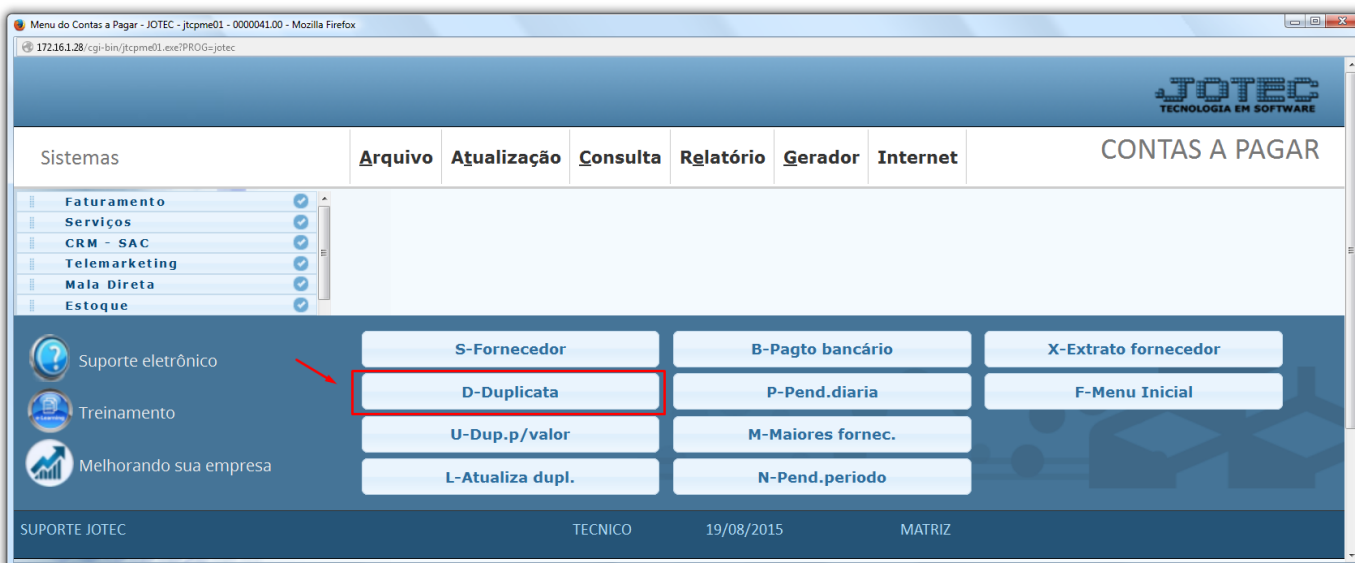 Menu do Contas a Pagar - JOTEC - jtcpme01 - 0000041.00 - Mozilla Firefox
172.16.1.28/cgi-bin/jtcpme01.exe?PROG=jotec
JOTEC
TECNOLOGIA EM SOFTWARE
Sistemas
Arquivo Atualização Consulta Relatório Gerador Internet
CONTAS A PAGAR
Faturamento
Serviços
CRM - SAC
Telemarketing
Mala Direta
Estoque
Suporte eletrônico
Treinamento
Melhorando sua empresa
S-Fornecedor B-Pagto bancário X-Extrato fornecedor
D-Duplicata P-Pend.diaria F-Menu Inicial
U-Dup.p/valor M-Maiores fornec.
L-Atualiza dupl. N-Pend.periodo
SUPORTE JOTEC TECNICO 19/08/2015 MATRIZ